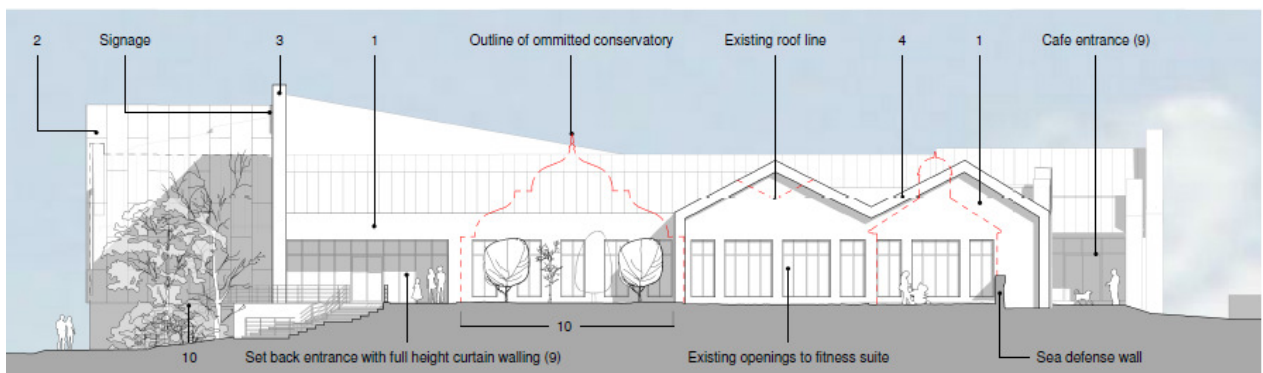 2
Signage
3
1
Outline of ommitted conservatory
Existing roof line
4
1
Cafe entrance (9)
10
10
Set back entrance with full height curtain walling (9)
Existing openings to fitness suite
Sea defense wall